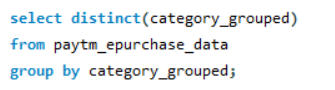 select distinct(category_grouped)
from paytm_epurchase_data
group by category_grouped;